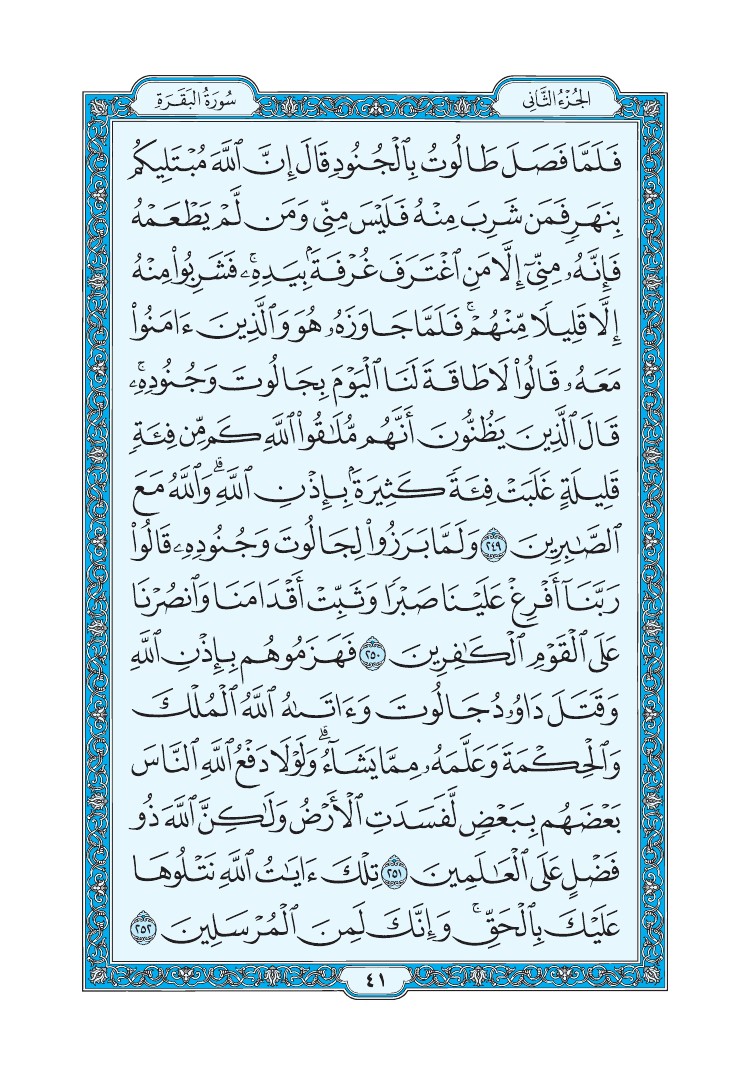 الجُزْءُ الثَّانِي
سُورَةُ البَقَرَةِ
فَلَمَّا فَصَلَ طَالُوتُ بِٱلۡجُنُودِ قَالَ إِنَّ ٱللَّهَ مُبۡتَلِيكُم
بِنَهَرٖ فَمَن شَرِبَ مِنۡهُ فَلَيۡسَ مِنِّي وَمَن لَّمۡ يَطۡعَمۡهُ
فَإِنَّهُۥ مِنِّيٓ إِلَّا مَنِ ٱغۡتَرَفَ غُرۡفَةَۢ بِيَدِهِۦۚ فَشَرِبُواْ مِنۡهُ
إِلَّا قَلِيلٗا مِّنۡهُمۡۚ فَلَمَّا جَاوَزَهُۥ هُوَ وَٱلَّذِينَ ءَامَنُواْ
مَعَهُۥ قَالُواْ لَا طَاقَةَ لَنَا ٱلۡيَوۡمَ بِجَالُوتَ وَجُنُودِهِۦۚ
قَالَ ٱلَّذِينَ يَظُنُّونَ أَنَّهُم مُّلَٰقُواْ ٱللَّهِ كَم مِّن فِئَةٖ
قَلِيلَةٍ غَلَبَتۡ فِئَةٗ كَثِيرَةَۢ بِإِذۡنِ ٱللَّهِۗ وَٱللَّهُ مَعَ
ٱلصَّٰبِرِينَ ٢٤٩ وَلَمَّا بَرَزُواْ لِجَالُوتَ وَجُنُودِهِۦ قَالُواْ
رَبَّنَآ أَفۡرِغۡ عَلَيۡنَا صَبۡرٗا وَثَبِّتۡ أَقۡدَامَنَا وَٱنصُرۡنَا
عَلَى ٱلۡقَوۡمِ ٱلۡكَٰفِرِينَ ٢٥٠ فَهَزَمُوهُم بِإِذۡنِ ٱللَّهِ
وَقَتَلَ دَاوُۥدُ جَالُوتَ وَءَاتَىٰهُ ٱللَّهُ ٱلۡمُلۡكَ
وَٱلۡحِكۡمَةَ وَعَلَّمَهُۥ مِمَّا يَشَآءُۗ وَلَوۡلَا دَفۡعُ ٱللَّهِ ٱلنَّاسَ
بَعۡضَهُم بِبَعۡضٖ لَّفَسَدَتِ ٱلۡأَرۡضُ وَلَٰكِنَّ ٱللَّهَ ذُو
فَضۡلٍ عَلَى ٱلۡعَٰلَمِينَ ٢٥١ تِلۡكَ ءَايَٰتُ ٱللَّهِ نَتۡلُوهَا
عَلَيۡكَ بِٱلۡحَقِّۚ وَإِنَّكَ لَمِنَ ٱلۡمُرۡسَلِينَ ٢٥٢
٤١